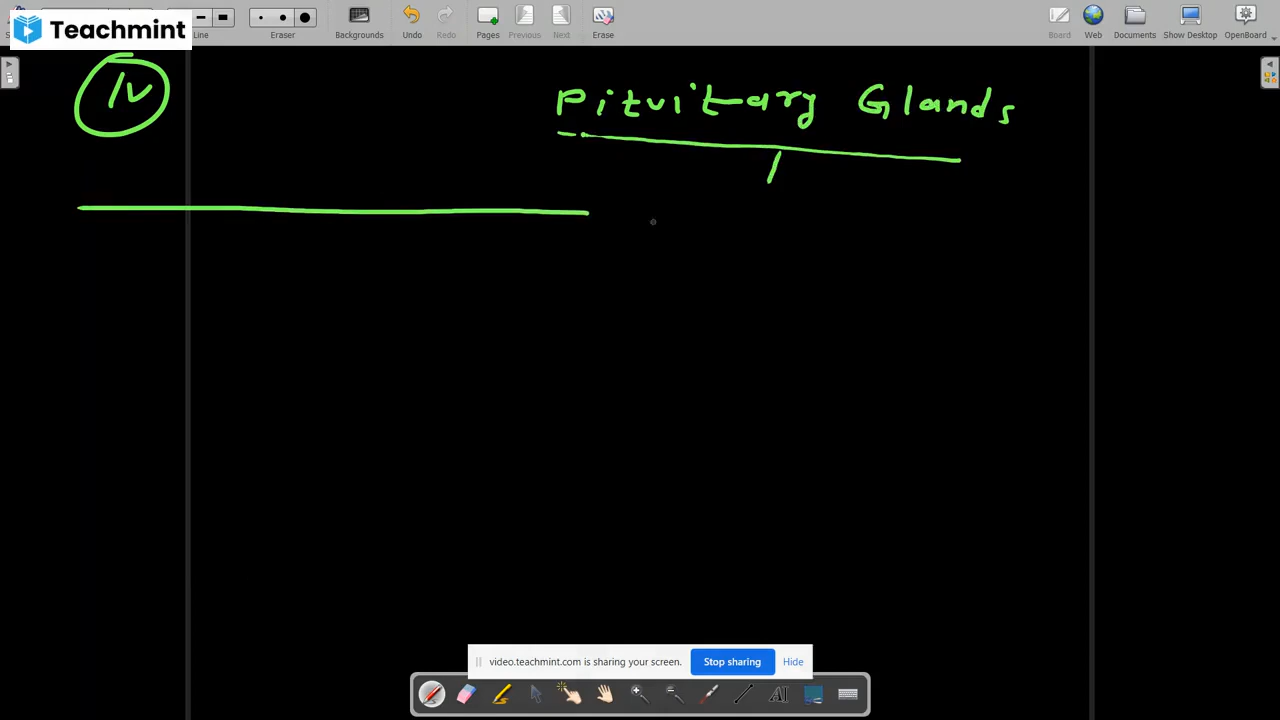 Teachmint
Line
Eraser
Backgrounds
Undo
Redo
Pages
Previous
Next
Erase
Board
Web
Documents
Show Desktop
OpenBoard
IV
Pituitary Glands
video.teachmint.com is sharing your screen.
Stop sharing
Hide
AI